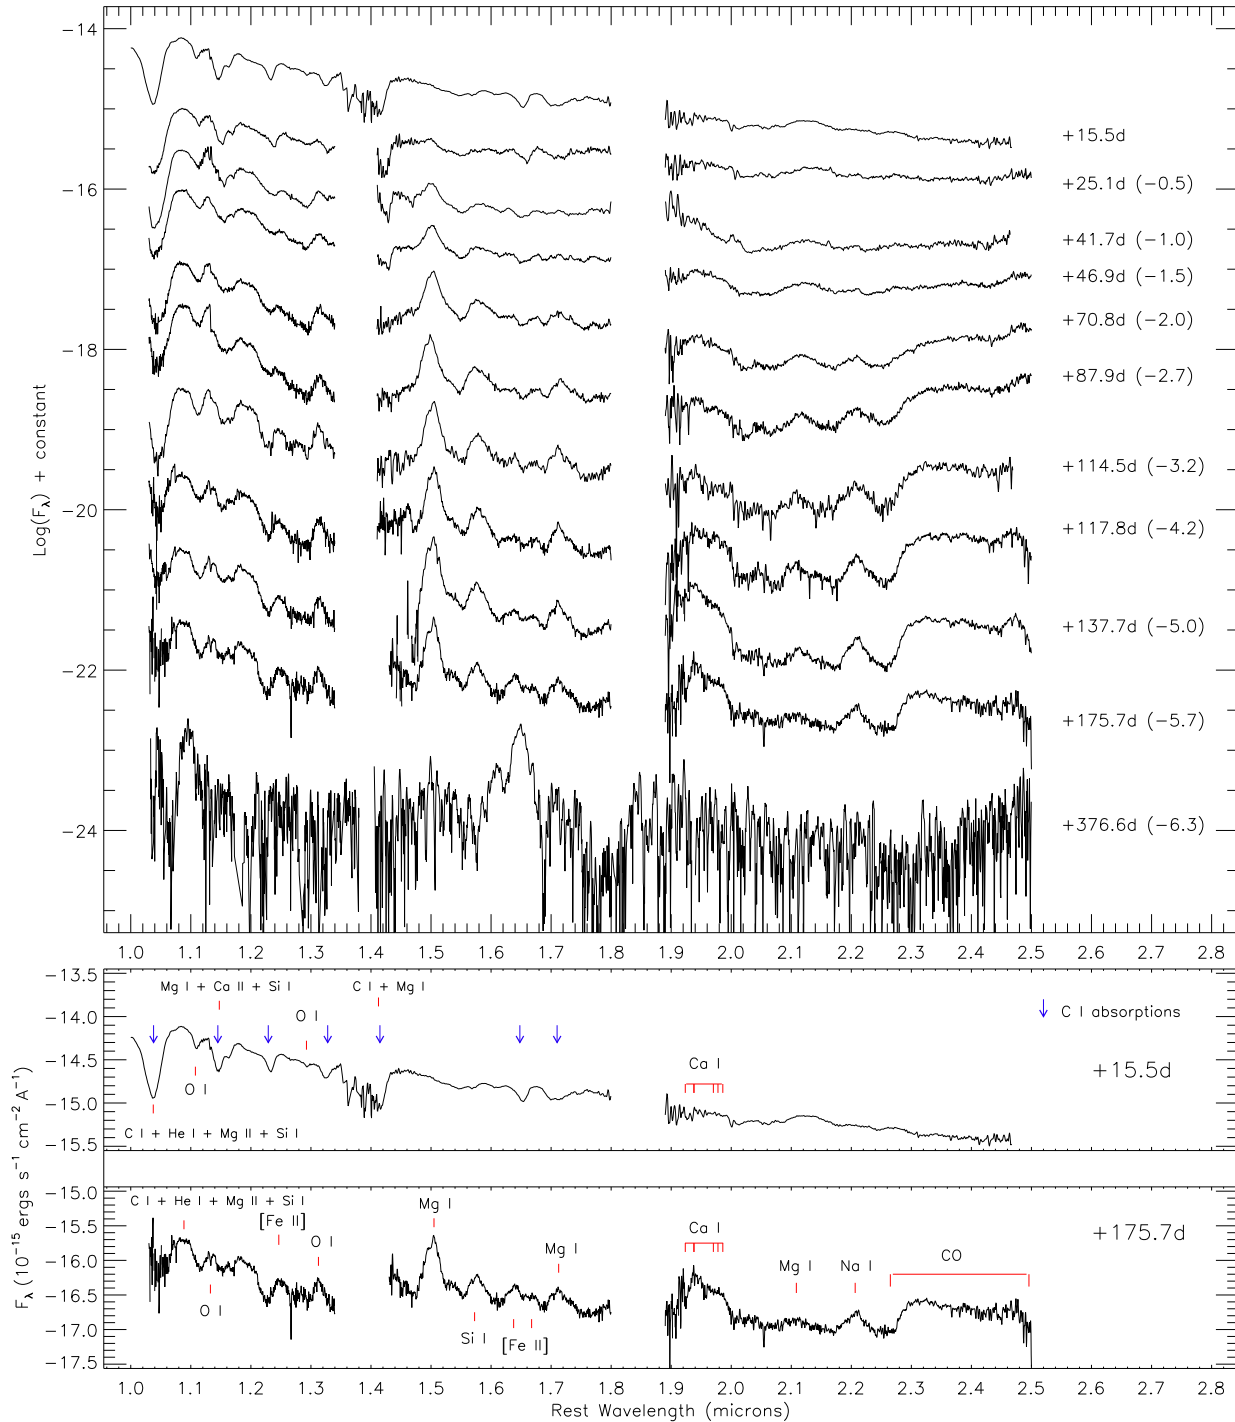 −14
−16
−18
−20
−22
−24
Log(Fλ) + constant
+15.5d
+25.1d (−0.5)
+41.7d (−1.0)
+46.9d (−1.5)
+70.8d (−2.0)
+87.9d (−2.7)
+114.5d (−3.2)
+117.8d (−4.2)
+137.7d (−5.0)
+175.7d (−5.7)
+376.6d (−6.3)
1.0 1.1 1.2 1.3 1.4 1.5 1.6 1.7 1.8 1.9 2.0 2.1 2.2 2.3 2.4 2.5 2.6 2.7 2.8
−13.5
−14.0
−14.5
−15.0
−15.5
Mg I + Ca II + Si I
C I + Mg I
O I
C I absorptions
Ca I
+15.5d
O I
C I + He I + Mg II + Si I
Fλ (10−15 ergs s−1 cm−2 A−1)
−15.0
−15.5
−16.0
−16.5
−17.0
−17.5
C I + He I + Mg II + Si I
[Fe II]
O I
Mg I
Mg I
Ca I
Mg I
Na I
CO
+175.7d
O I
Si I
[Fe II]
1.0 1.1 1.2 1.3 1.4 1.5 1.6 1.7 1.8 1.9 2.0 2.1 2.2 2.3 2.4 2.5 2.6 2.7 2.8
Rest Wavelength (microns)